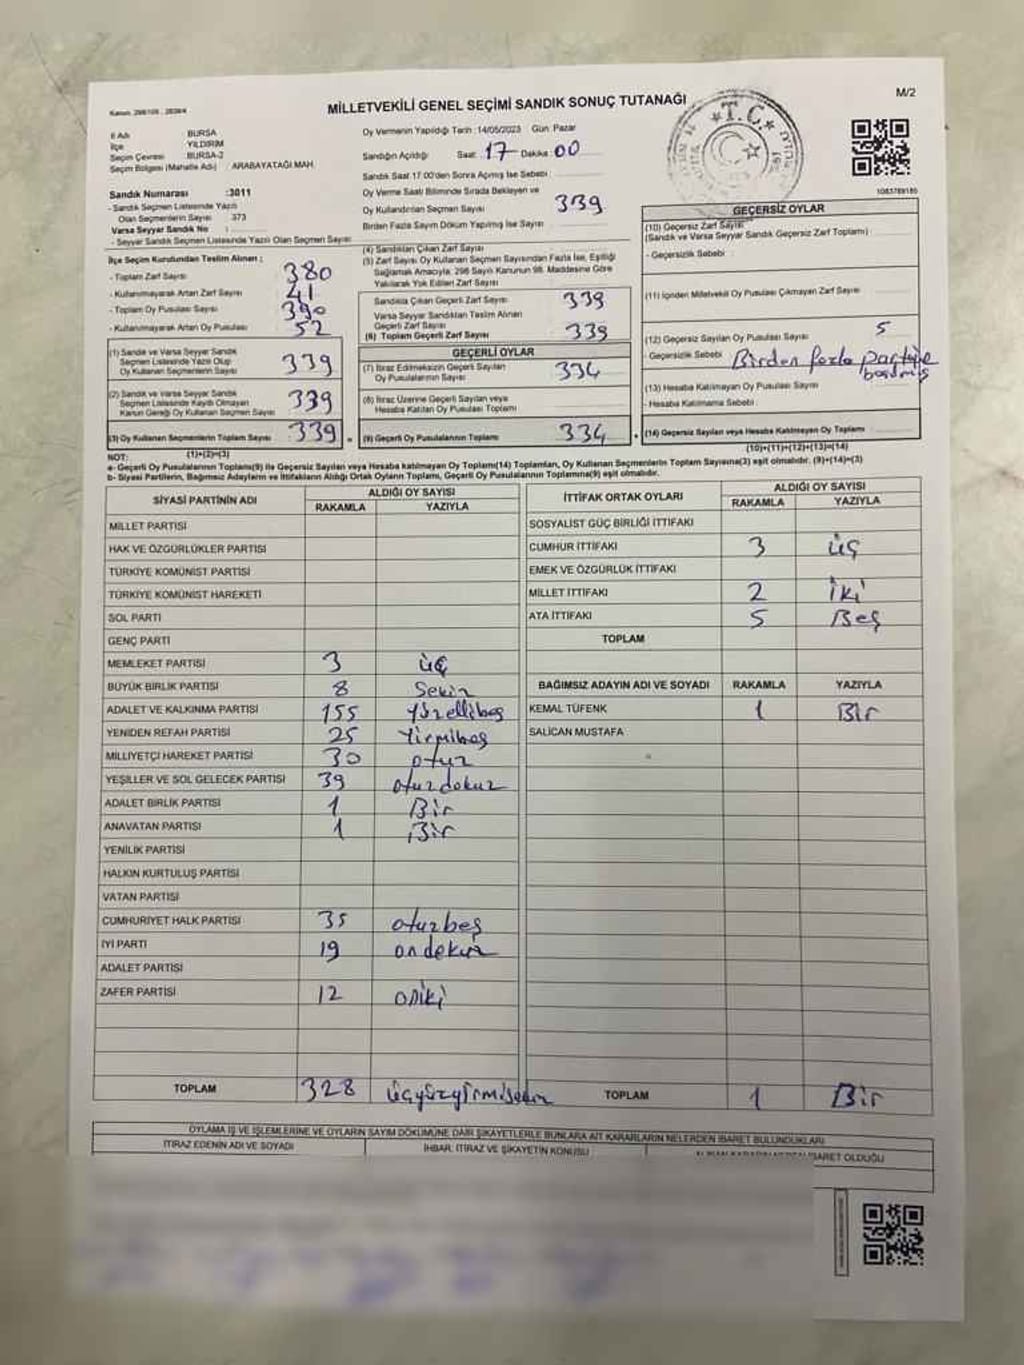 Kanun: 298/105 , 2839/4
MİLLETVEKİLİ GENEL SEÇİMİ SANDIK SONUÇ TUTANAĞI
M/2
T.C.
İl Adı : BURSA
İlçe YILDIRIM
Seçim Çevresi BURSA-2
Seçim Bölgesi (Mahalle Adı) : ARABAYATAĞI MAH.
Sandık Numarası :3011
- Sandık Seçmen Listesinde Yazılı
Olan Seçmenlerin Sayısı : 373
Varsa Seyyar Sandık No :
- Seyyar Sandık Seçmen Listesinde Yazılı Olan Seçmen Sayısı
Oy Vermenin Yapıldığı Tarih :14/05/2023 Gün: Pazar
Sandığın Açıldığı Saat: 17 Dakika: 00
Sandık Saat 17:00'den Sonra Açılmış İse Sebebi
Oy Verme Saati Bitiminde Sırada Bekleyen ve
Oy Kullandırılan Seçmen Sayısı 339
Birden Fazla Sayım Döküm Yapılmış İse Sayısı
1083789185
İlçe Seçim Kurulundan Teslim Alınan ;
- Toplam Zarf Sayısı 380
- Kullanılmayarak Artan Zarf Sayısı 41
- Toplam Oy Pusulası Sayısı 390
- Kullanılmayarak Artan Oy Pusulası 52
(1) Sandık ve Varsa Seyyar Sandık
Seçmen Listesinde Yazılı Olup
Oy Kullanan Seçmenlerin Sayısı 339
(2) Sandık ve Varsa Seyyar Sandık
Seçmen Listesinde Kayıtlı Olmayan
Kanun Gereği Oy Kullanan Seçmen Sayısı 339
(3) Oy Kullanan Seçmenlerin Toplam Sayısı 339
(1)+(2)=(3)
(4) Sandıktan Çıkan Zarf Sayısı
(5) Zarf Sayısı Oy Kullanan Seçmen Sayısından Fazla İse, Eşitliği
Sağlamak Amacıyla, 298 Sayılı Kanunun 98. Maddesine Göre
Yakılarak Yok Edilen Zarf Sayısı
Sandıkta Çıkan Geçerli Zarf Sayısı 339
Varsa Seyyar Sandıktan Teslim Alınan
Geçerli Zarf Sayısı
(6) Toplam Geçerli Zarf Sayısı 339
GEÇERLİ OYLAR
(7) İtiraz Edilmeksizin Geçerli Sayılan
Oy Pusulalarının Sayısı 334
(8) İtiraz Üzerine Geçerli Sayılan veya
Hesaba Katılan Oy Pusulası Toplamı
(9) Geçerli Oy Pusulalarının Toplamı 334
GEÇERSİZ OYLAR
(10) Geçersiz Zarf Sayısı
(Sandık ve Varsa Seyyar Sandık Geçersiz Zarf Toplamı)
- Geçersizlik Sebebi :
(11) İçinden Milletvekili Oy Pusulası Çıkmayan Zarf Sayısı
(12) Geçersiz Sayılan Oy Pusulası Sayısı 5
- Geçersizlik Sebebi Birden fazla partiye
basılmış
(13) Hesaba Katılmayan Oy Pusulası Sayısı
- Hesaba Katılmama Sebebi :
(14) Geçersiz Sayılan veya Hesaba Katılmayan Oy Toplamı
(10)+(11)+(12)+(13)=(14)
NOT:
a- Geçerli Oy Pusulalarının Toplamı(9) ile Geçersiz Sayılan veya Hesaba katılmayan Oy Toplamı(14) Toplamları, Oy Kullanan Seçmenlerin Toplam Sayısına(3) eşit olmalıdır. (9)+(14)=(3)
b- Siyasi Partilerin, Bağımsız Adayların ve İttifakların Aldığı Ortak Oyların Toplamı, Geçerli Oy Pusulalarının Toplamına(9) eşit olmalıdır.
SİYASİ PARTİNİN ADI ALDIĞI OY SAYISI
RAKAMLA YAZIYLA
MİLLET PARTİSİ
HAK VE ÖZGÜRLÜKLER PARTİSİ
TÜRKİYE KOMÜNİST PARTİSİ
TÜRKİYE KOMÜNİST HAREKETİ
SOL PARTİ
GENÇ PARTİ
MEMLEKET PARTİSİ 3 üç
BÜYÜK BİRLİK PARTİSİ 8 Sekiz
ADALET VE KALKINMA PARTİSİ 155 Yüzellibeş
YENİDEN REFAH PARTİSİ 25 Yirmibeş
MİLLİYETÇİ HAREKET PARTİSİ 30 otuz
YEŞİLLER VE SOL GELECEK PARTİSİ 39 otuzdokuz
ADALET BİRLİK PARTİSİ 1 Bir
ANAVATAN PARTİSİ 1 Bir
YENİLİK PARTİSİ
HALKIN KURTULUŞ PARTİSİ
VATAN PARTİSİ
CUMHURİYET HALK PARTİSİ 35 otuzbeş
İYİ PARTİ 19 ondokuz
ADALET PARTİSİ
ZAFER PARTİSİ 12 oniki
TOPLAM 328 üçyüzyirmisekiz
İTTİFAK ORTAK OYLARI ALDIĞI OY SAYISI
RAKAMLA YAZIYLA
SOSYALİST GÜÇ BİRLİĞİ İTTİFAKI
CUMHUR İTTİFAKI 3 üç
EMEK VE ÖZGÜRLÜK İTTİFAKI
MİLLET İTTİFAKI 2 İki
ATA İTTİFAKI 5 Beş
TOPLAM
BAĞIMSIZ ADAYIN ADI VE SOYADI RAKAMLA YAZIYLA
KEMAL TÜFENK 1 Bir
SALİCAN MUSTAFA
TOPLAM 1 Bir
OYLAMA İŞ VE İŞLEMLERİNE VE OYLARIN SAYIM DÖKÜMÜNE DAİR ŞİKAYETLERLE BUNLARA AİT KARARLARIN NELERDEN İBARET BULUNDUKLARI
İTİRAZ EDENİN ADI VE SOYADI İHBAR, İTİRAZ VE ŞİKAYETİN KONUSU İBARET OLDUĞU